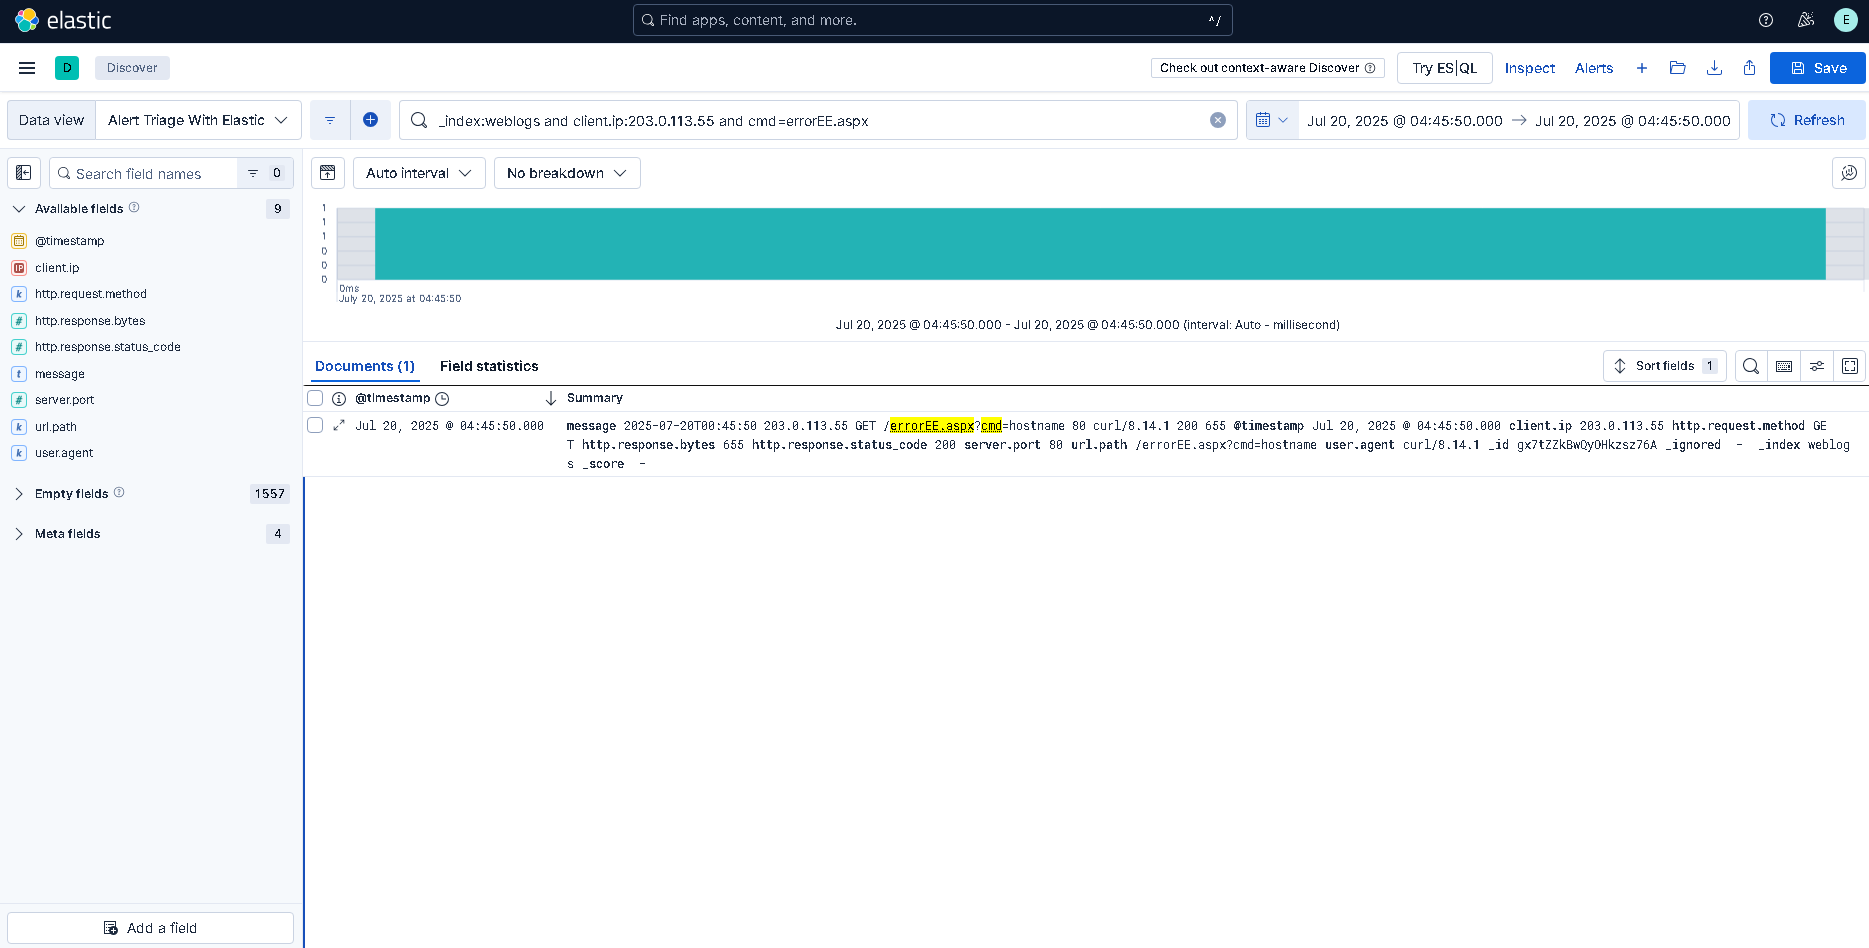 elastic
Find apps, content, and more.
^/
E
D
Discover
Check out context-aware Discover
Try ES|QL
Inspect
Alerts
Save
Data view
Alert Triage With Elastic
_index:weblogs and client.ip:203.0.113.55 and cmd=errorEE.aspx
Jul 20, 2025 @ 04:45:50.000 → Jul 20, 2025 @ 04:45:50.000
Refresh
Search field names
0
Available fields
9
@timestamp
client.ip
http.request.method
http.response.bytes
http.response.status_code
message
server.port
url.path
user.agent
Empty fields
1557
Meta fields
4
Add a field
Auto interval
No breakdown
1
1
1
0
0
0
0ms
July 20, 2025 at 04:45:50
Jul 20, 2025 @ 04:45:50.000 - Jul 20, 2025 @ 04:45:50.000 (interval: Auto - millisecond)
Documents (1)
Field statistics
Sort fields 1
@timestamp
Summary
Jul 20, 2025 @ 04:45:50.000
message 2025-07-20T00:45:50 203.0.113.55 GET /errorEE.aspx?cmd=hostname 80 curl/8.14.1 200 655 @timestamp Jul 20, 2025 @ 04:45:50.000 client.ip 203.0.113.55 http.request.method GE
T http.response.bytes 655 http.response.status_code 200 server.port 80 url.path /errorEE.aspx?cmd=hostname user.agent curl/8.14.1 _id gx7tZZkBwQyOHkzsz76A _ignored - _index weblog
s _score -